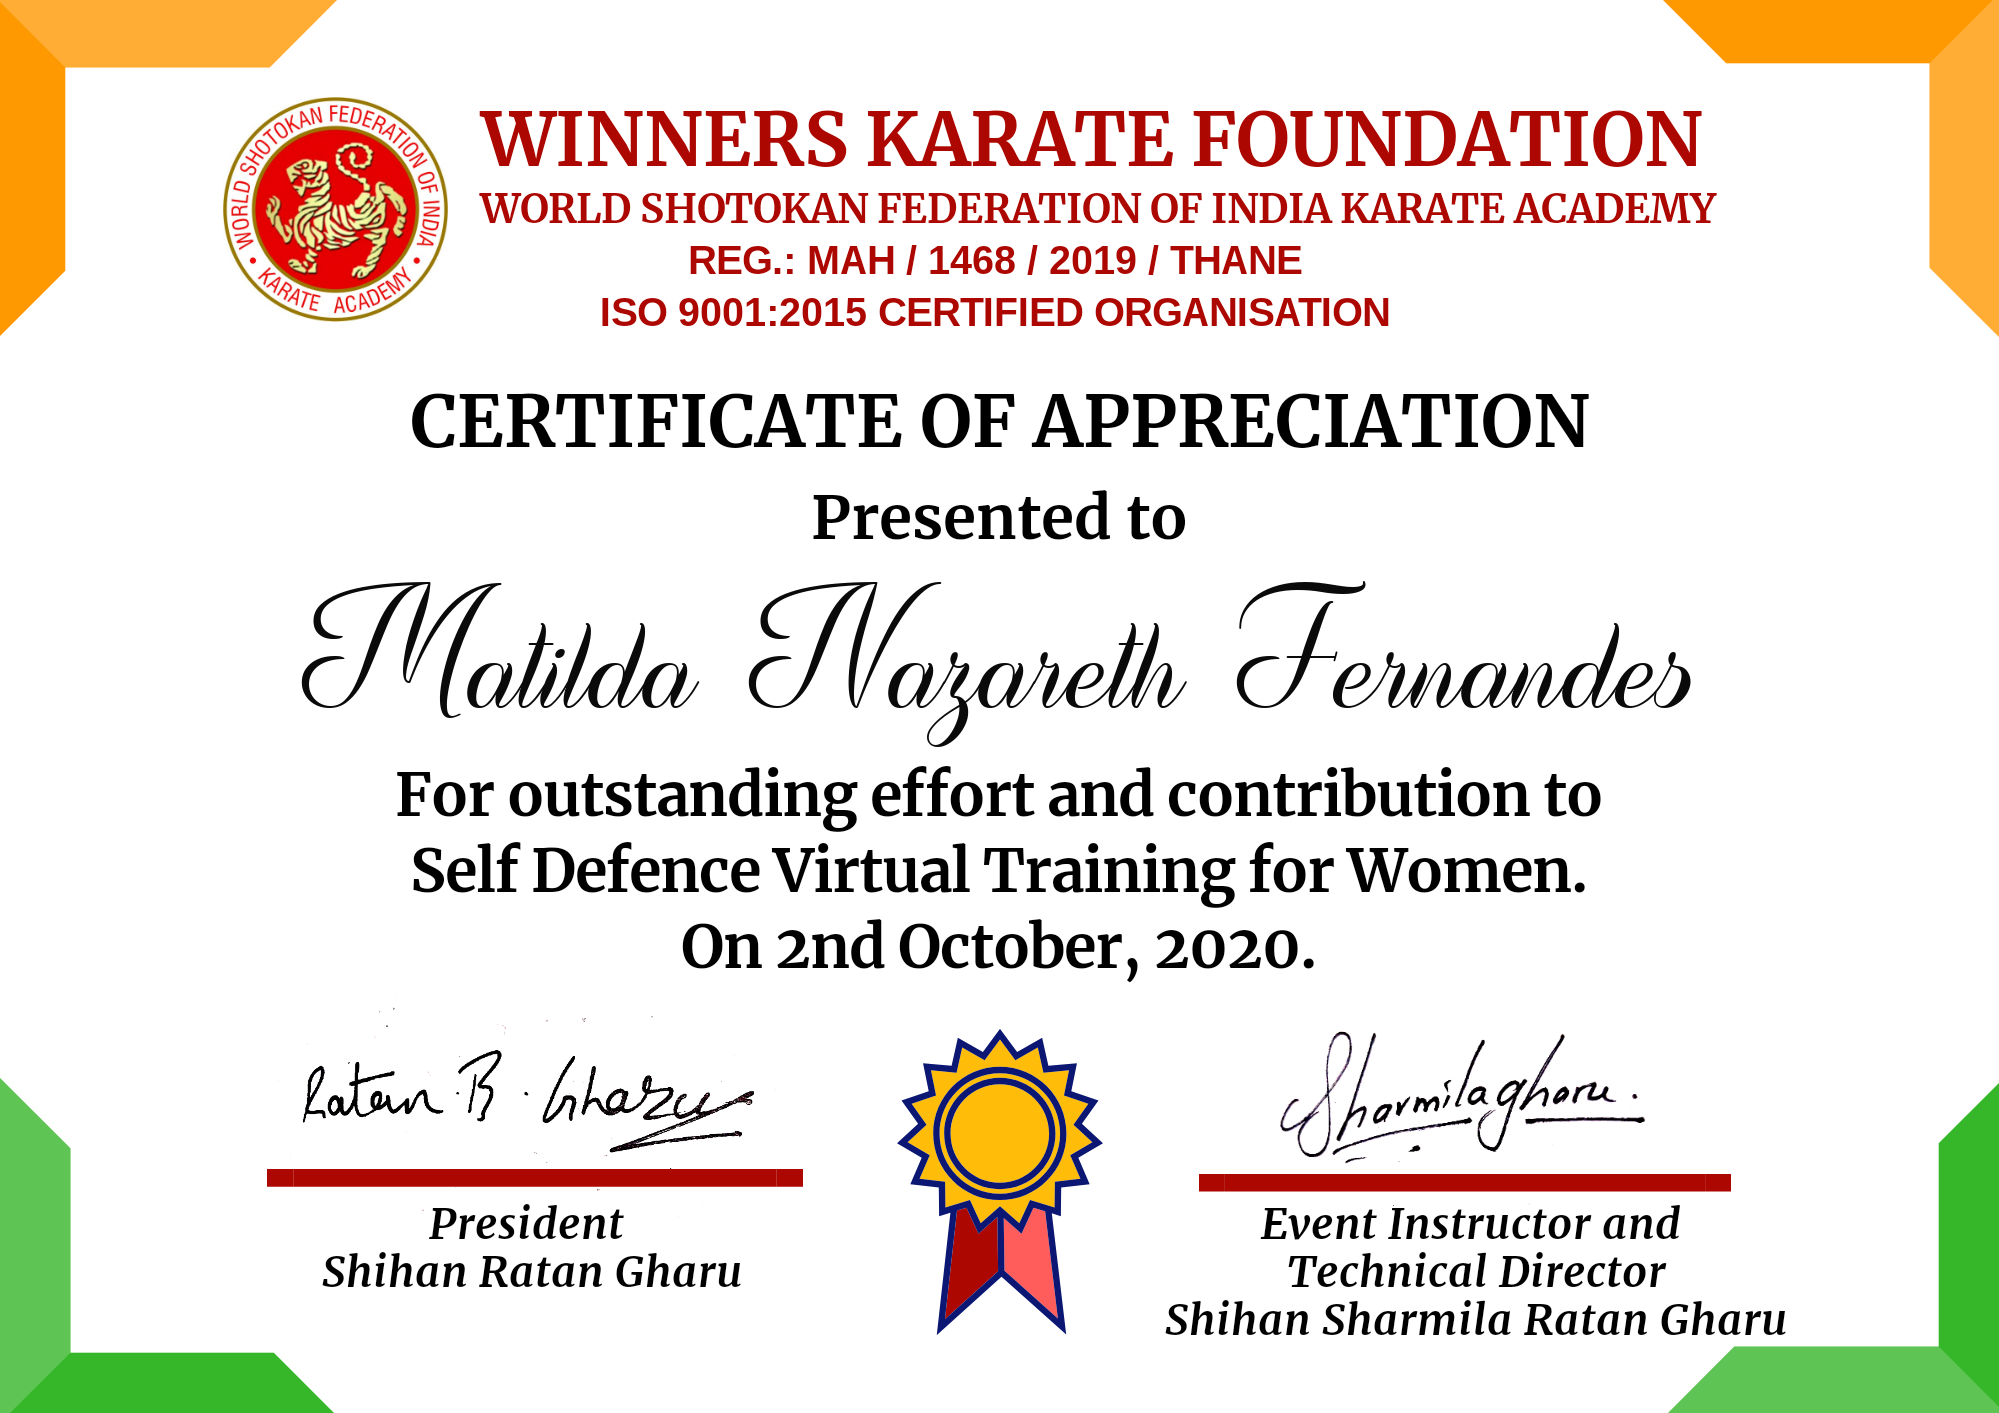 WORLD SHOTOKAN FEDERATION OF INDIA
• KARATE ACADEMY •
WINNERS KARATE FOUNDATION
WORLD SHOTOKAN FEDERATION OF INDIA KARATE ACADEMY
REG.: MAH / 1468 / 2019 / THANE
ISO 9001:2015 CERTIFIED ORGANISATION
CERTIFICATE OF APPRECIATION
Presented to
Matilda Nazareth Fernandes
For outstanding effort and contribution to
Self Defence Virtual Training for Women.
On 2nd October, 2020.
Ratan B. Gharu
Sharmilagharu.
President
Shihan Ratan Gharu
Event Instructor and
Technical Director
Shihan Sharmila Ratan Gharu